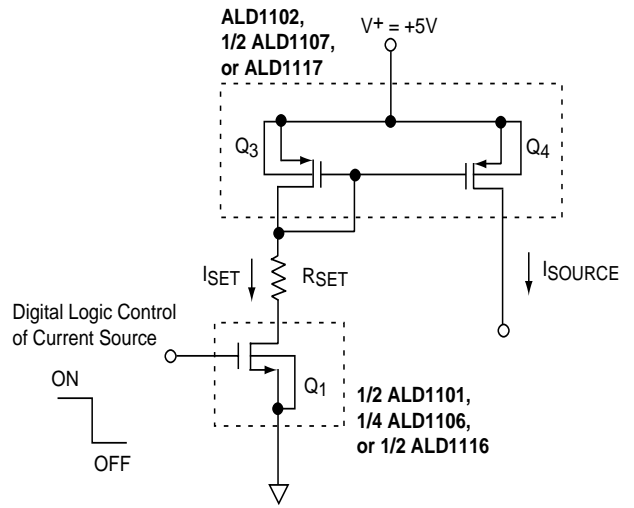 ALD1102,
1/2 ALD1107,
or ALD1117
V+ = +5V
Q3
Q4
ISET
RSET
ISOURCE
Digital Logic Control
of Current Source
ON
OFF
Q1
1/2 ALD1101,
1/4 ALD1106,
or 1/2 ALD1116